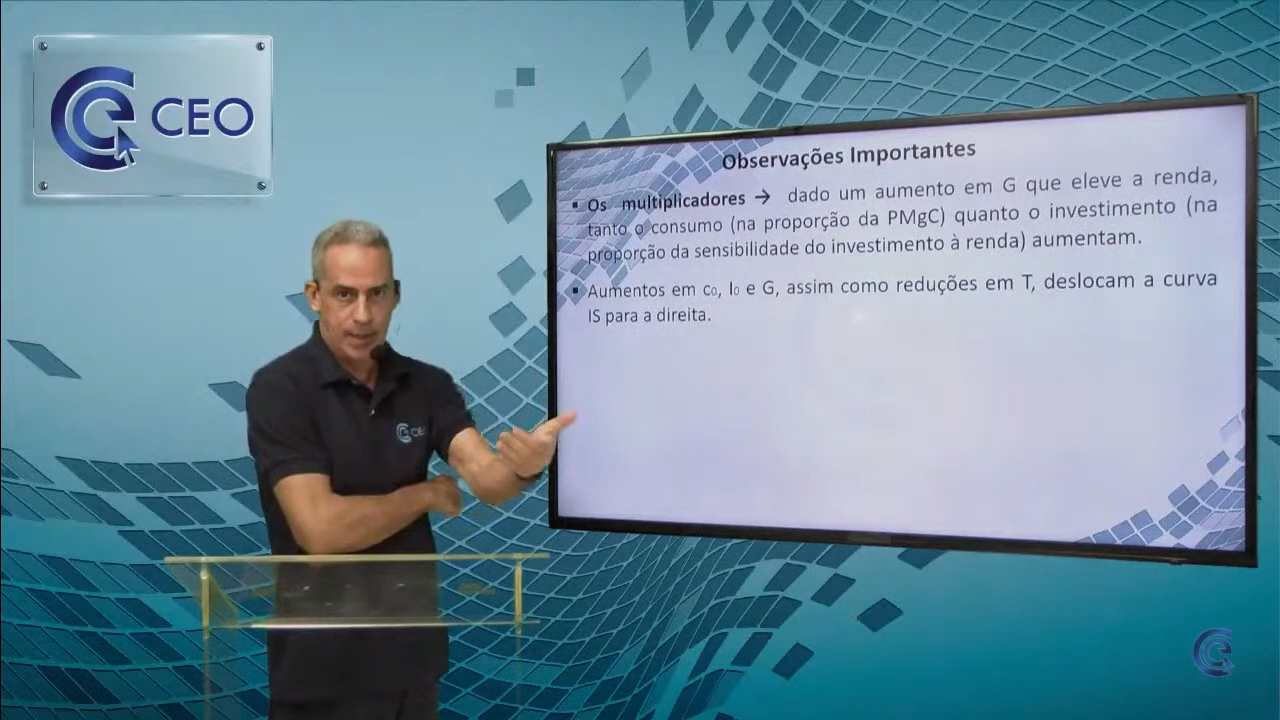 CEO
Observações Importantes
▪ Os multiplicadores → dado um aumento em G que eleve a renda,
tanto o consumo (na proporção da PMgC) quanto o investimento (na
proporção da sensibilidade do investimento à renda) aumentam.
▪ Aumentos em c₀, I₀ e G, assim como reduções em T, deslocam a curva
IS para a direita.
CEO